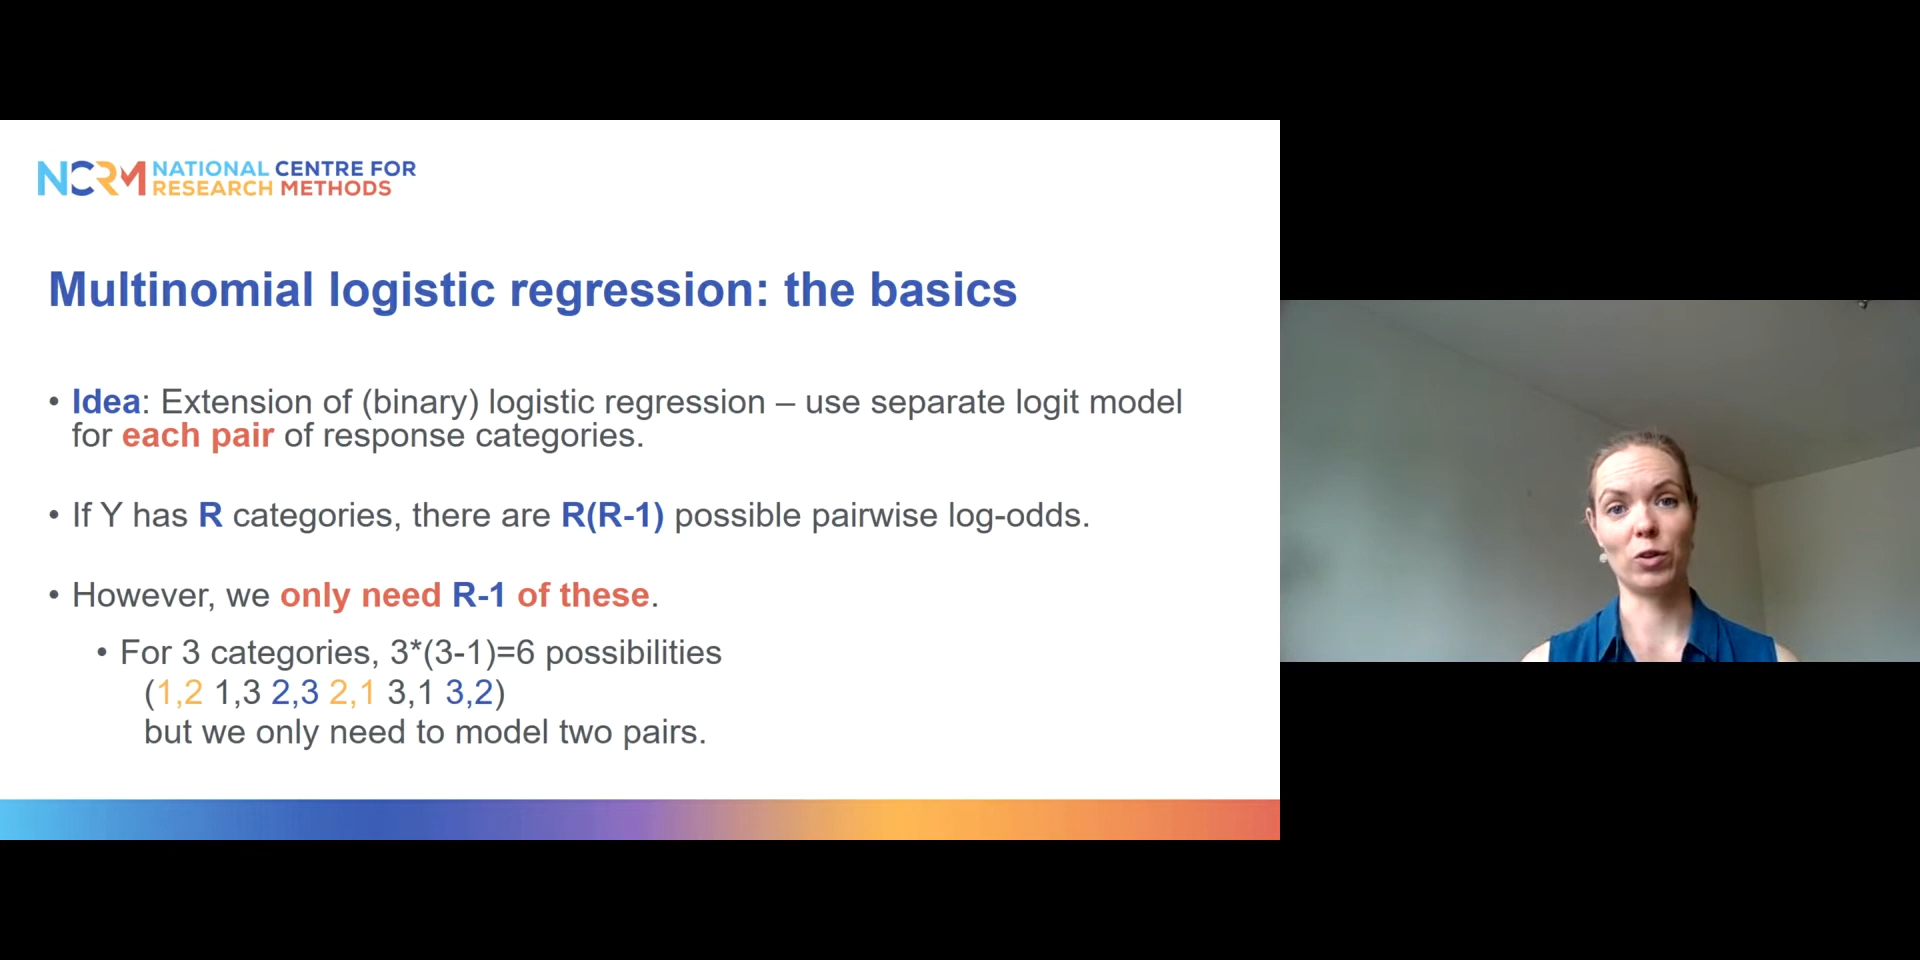 NCRM NATIONAL CENTRE FOR
RESEARCH METHODS
Multinomial logistic regression: the basics
• Idea: Extension of (binary) logistic regression – use separate logit model
for each pair of response categories.
• If Y has R categories, there are R(R-1) possible pairwise log-odds.
• However, we only need R-1 of these.
• For 3 categories, 3*(3-1)=6 possibilities
(1,2 1,3 2,3 2,1 3,1 3,2)
but we only need to model two pairs.